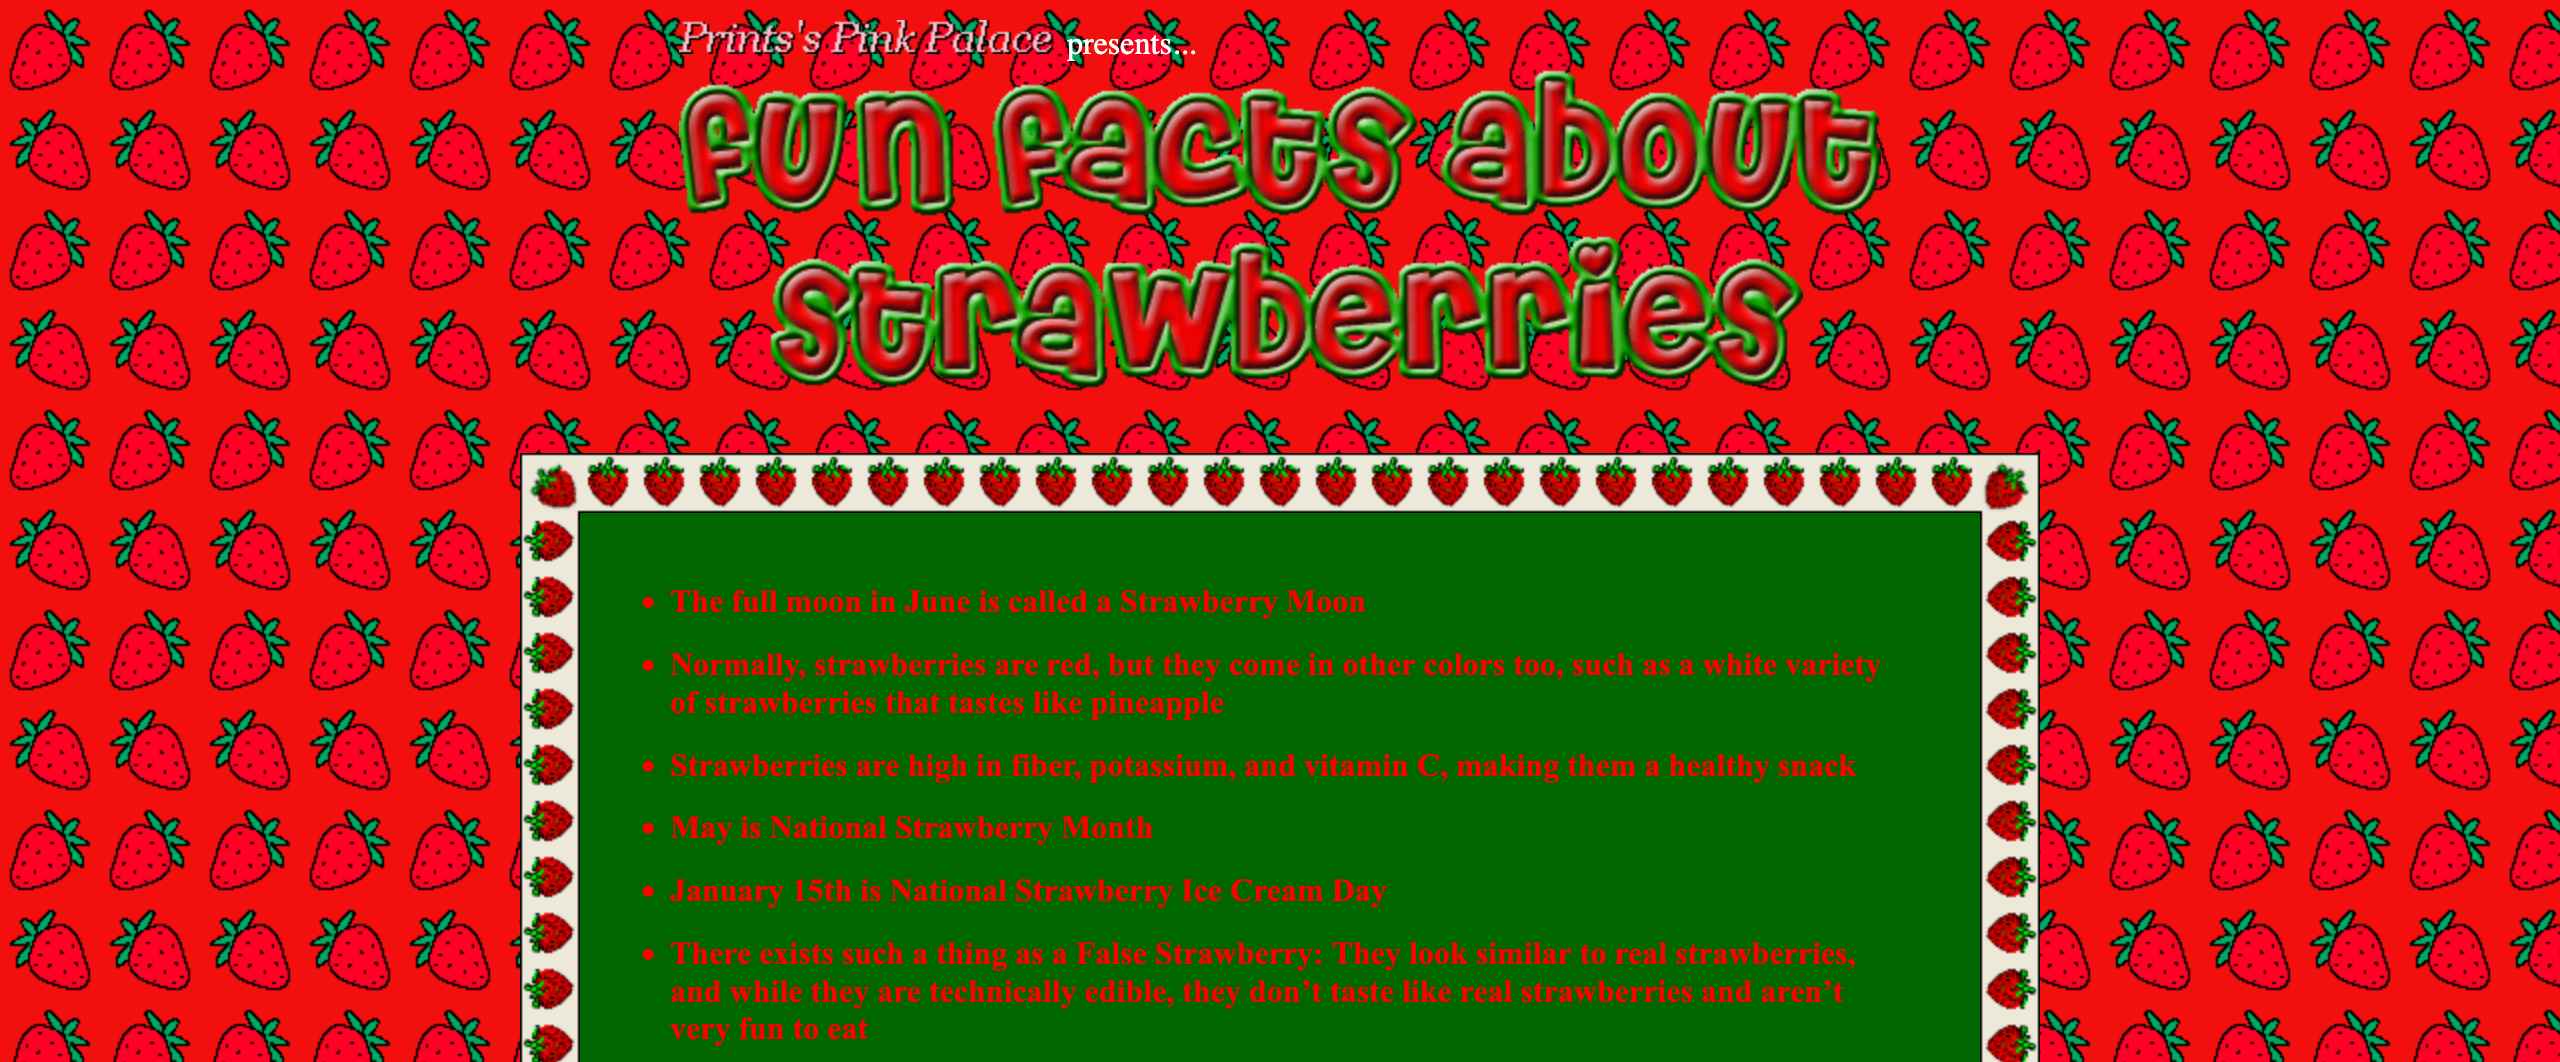 Prints's Pink Palace presents...
fun facts about
strawberries
• The full moon in June is called a Strawberry Moon
• Normally, strawberries are red, but they come in other colors too, such as a white variety
of strawberries that tastes like pineapple
• Strawberries are high in fiber, potassium, and vitamin C, making them a healthy snack
• May is National Strawberry Month
• January 15th is National Strawberry Ice Cream Day
• There exists such a thing as a False Strawberry: They look similar to real strawberries,
and while they are technically edible, they don’t taste like real strawberries and aren’t
very fun to eat